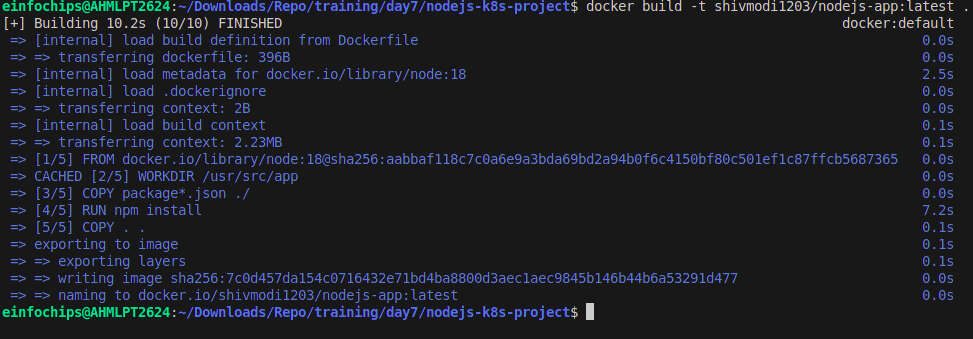 einfochips@AHMLPT2624:~/Downloads/Repo/training/day7/nodejs-k8s-project$ docker build -t shivmodi1203/nodejs-app:latest .
[+] Building 10.2s (10/10) FINISHED docker:default
=> [internal] load build definition from Dockerfile 0.0s
=> => transferring dockerfile: 396B 0.0s
=> [internal] load metadata for docker.io/library/node:18 2.5s
=> [internal] load .dockerignore 0.0s
=> => transferring context: 2B 0.0s
=> [internal] load build context 0.1s
=> => transferring context: 2.23MB 0.1s
=> [1/5] FROM docker.io/library/node:18@sha256:aabbaf118c7c0a6e9a3bda69bd2a94b0f6c4150bf80c501ef1c87ffcb5687365 0.0s
=> CACHED [2/5] WORKDIR /usr/src/app 0.0s
=> [3/5] COPY package*.json ./ 0.0s
=> [4/5] RUN npm install 7.2s
=> [5/5] COPY . . 0.1s
=> exporting to image 0.1s
=> => exporting layers 0.1s
=> => writing image sha256:7c0d457da154c0716432e71bd4ba8800d3aec1aec9845b146b44b6a53291d477 0.0s
=> => naming to docker.io/shivmodi1203/nodejs-app:latest 0.0s
einfochips@AHMLPT2624:~/Downloads/Repo/training/day7/nodejs-k8s-project$